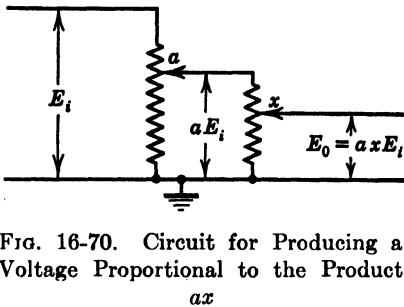 a
x
E_i
aE_i
E_0 = axE_i
FIG. 16-70. Circuit for Producing a
Voltage Proportional to the Product
ax